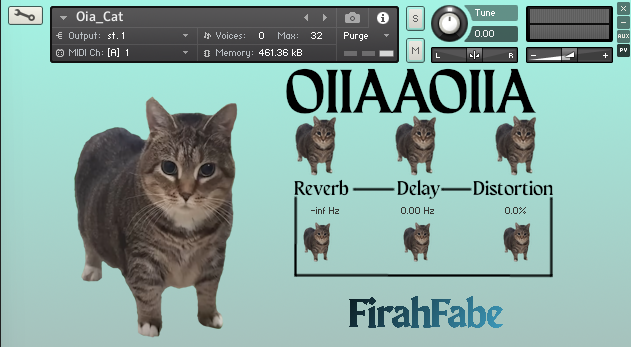 Oia_Cat
Output: st. 1
Voices: 0 Max: 32
Purge
MIDI Ch: [A] 1
Memory: 461.36 kB
S
M
Tune
0.00
L
R
AUX
PV
OIIAAOIIA
Reverb
Delay
Distortion
-inf Hz
0.00 Hz
0.0%
FirahFabe